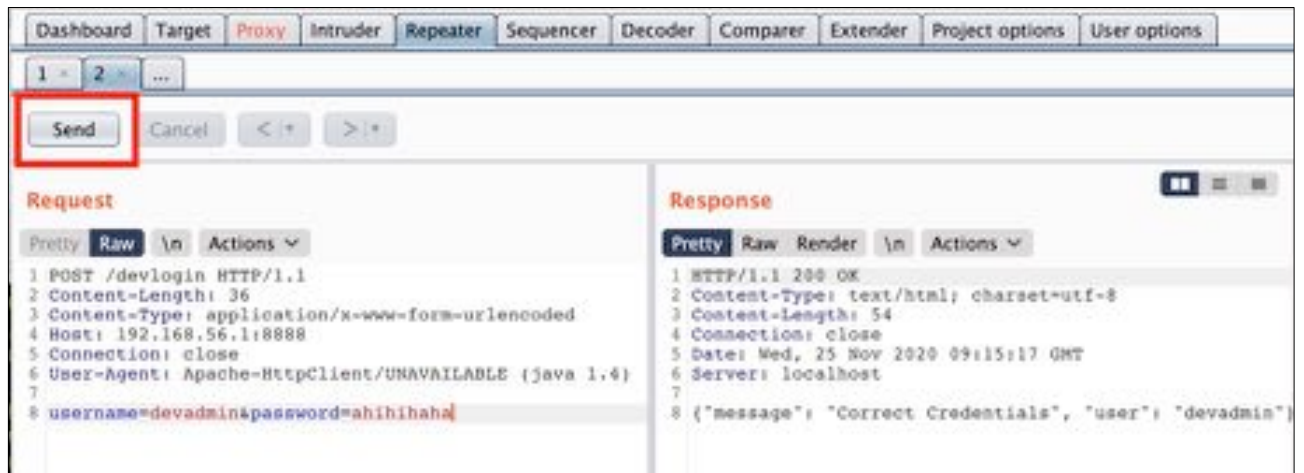 Dashboard Target Proxy Intruder Repeater Sequencer Decoder Comparer Extender Project options User options
1 × 2 × ...
Send Cancel < >
Request
Pretty Raw \n Actions
1 POST /devlogin HTTP/1.1
2 Content-Length: 36
3 Content-Type: application/x-www-form-urlencoded
4 Host: 192.168.56.1:8888
5 Connection: close
6 User-Agent: Apache-HttpClient/UNAVAILABLE (java 1.4)
7
8 username=devadmin&password=ahihihaha
Response
Pretty Raw Render \n Actions
1 HTTP/1.1 200 OK
2 Content-Type: text/html; charset=utf-8
3 Content-Length: 54
4 Connection: close
5 Date: Wed, 25 Nov 2020 09:15:17 GMT
6 Server: localhost
7
8 {"message": "Correct Credentials", "user": "devadmin"}